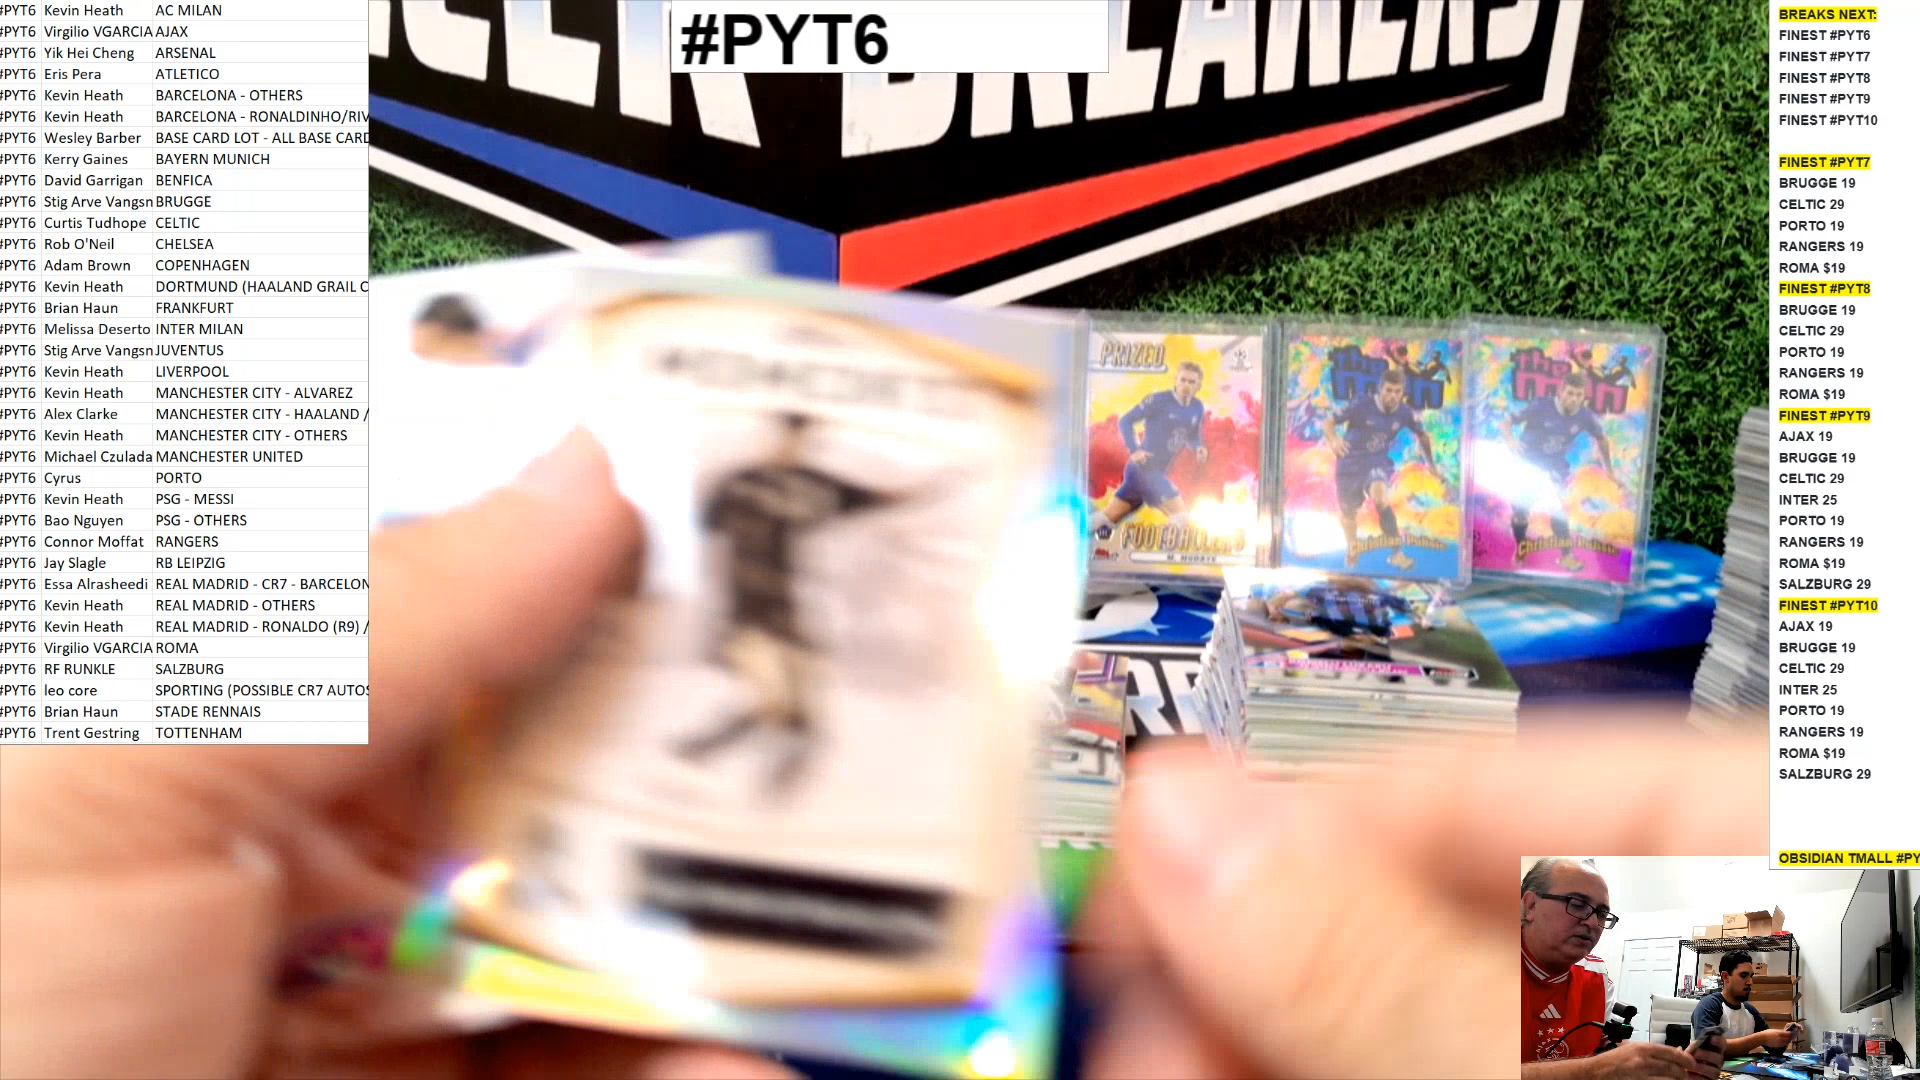 #PYT6 Kevin Heath AC MILAN
#PYT6 Virgilio VGARCIA AJAX
#PYT6 Yik Hei Cheng ARSENAL
#PYT6 Eris Pera ATLETICO
#PYT6 Kevin Heath BARCELONA - OTHERS
#PYT6 Kevin Heath BARCELONA - RONALDINHO/RIV
#PYT6 Wesley Barber BASE CARD LOT - ALL BASE CARD
#PYT6 Kerry Gaines BAYERN MUNICH
#PYT6 David Garrigan BENFICA
#PYT6 Stig Arve Vangsn BRUGGE
#PYT6 Curtis Tudhope CELTIC
#PYT6 Rob O'Neil CHELSEA
#PYT6 Adam Brown COPENHAGEN
#PYT6 Kevin Heath DORTMUND (HAALAND GRAIL C
#PYT6 Brian Haun FRANKFURT
#PYT6 Melissa Deserto INTER MILAN
#PYT6 Stig Arve Vangsn JUVENTUS
#PYT6 Kevin Heath LIVERPOOL
#PYT6 Kevin Heath MANCHESTER CITY - ALVAREZ
#PYT6 Alex Clarke MANCHESTER CITY - HAALAND /
#PYT6 Kevin Heath MANCHESTER CITY - OTHERS
#PYT6 Michael Czulada MANCHESTER UNITED
#PYT6 Cyrus PORTO
#PYT6 Kevin Heath PSG - MESSI
#PYT6 Bao Nguyen PSG - OTHERS
#PYT6 Connor Moffat RANGERS
#PYT6 Jay Slagle RB LEIPZIG
#PYT6 Essa Alrasheedi REAL MADRID - CR7 - BARCELON
#PYT6 Kevin Heath REAL MADRID - OTHERS
#PYT6 Kevin Heath REAL MADRID - RONALDO (R9) /
#PYT6 Virgilio VGARCIA ROMA
#PYT6 RF RUNKLE SALZBURG
#PYT6 leo core SPORTING (POSSIBLE CR7 AUTOS
#PYT6 Brian Haun STADE RENNAIS
#PYT6 Trent Gestring TOTTENHAM
#PYT6
BREAKERS
PRIZED
FOOTBALLERS
M. MUDRYK
the man
Christian Pulisic
the man
Christian Pulisic
BREAKS NEXT:
FINEST #PYT6
FINEST #PYT7
FINEST #PYT8
FINEST #PYT9
FINEST #PYT10
FINEST #PYT7
BRUGGE 19
CELTIC 29
PORTO 19
RANGERS 19
ROMA $19
FINEST #PYT8
BRUGGE 19
CELTIC 29
PORTO 19
RANGERS 19
ROMA $19
FINEST #PYT9
AJAX 19
BRUGGE 19
CELTIC 29
INTER 25
PORTO 19
RANGERS 19
ROMA $19
SALZBURG 29
FINEST #PYT10
AJAX 19
BRUGGE 19
CELTIC 29
INTER 25
PORTO 19
RANGERS 19
ROMA $19
SALZBURG 29
OBSIDIAN TMALL #PY